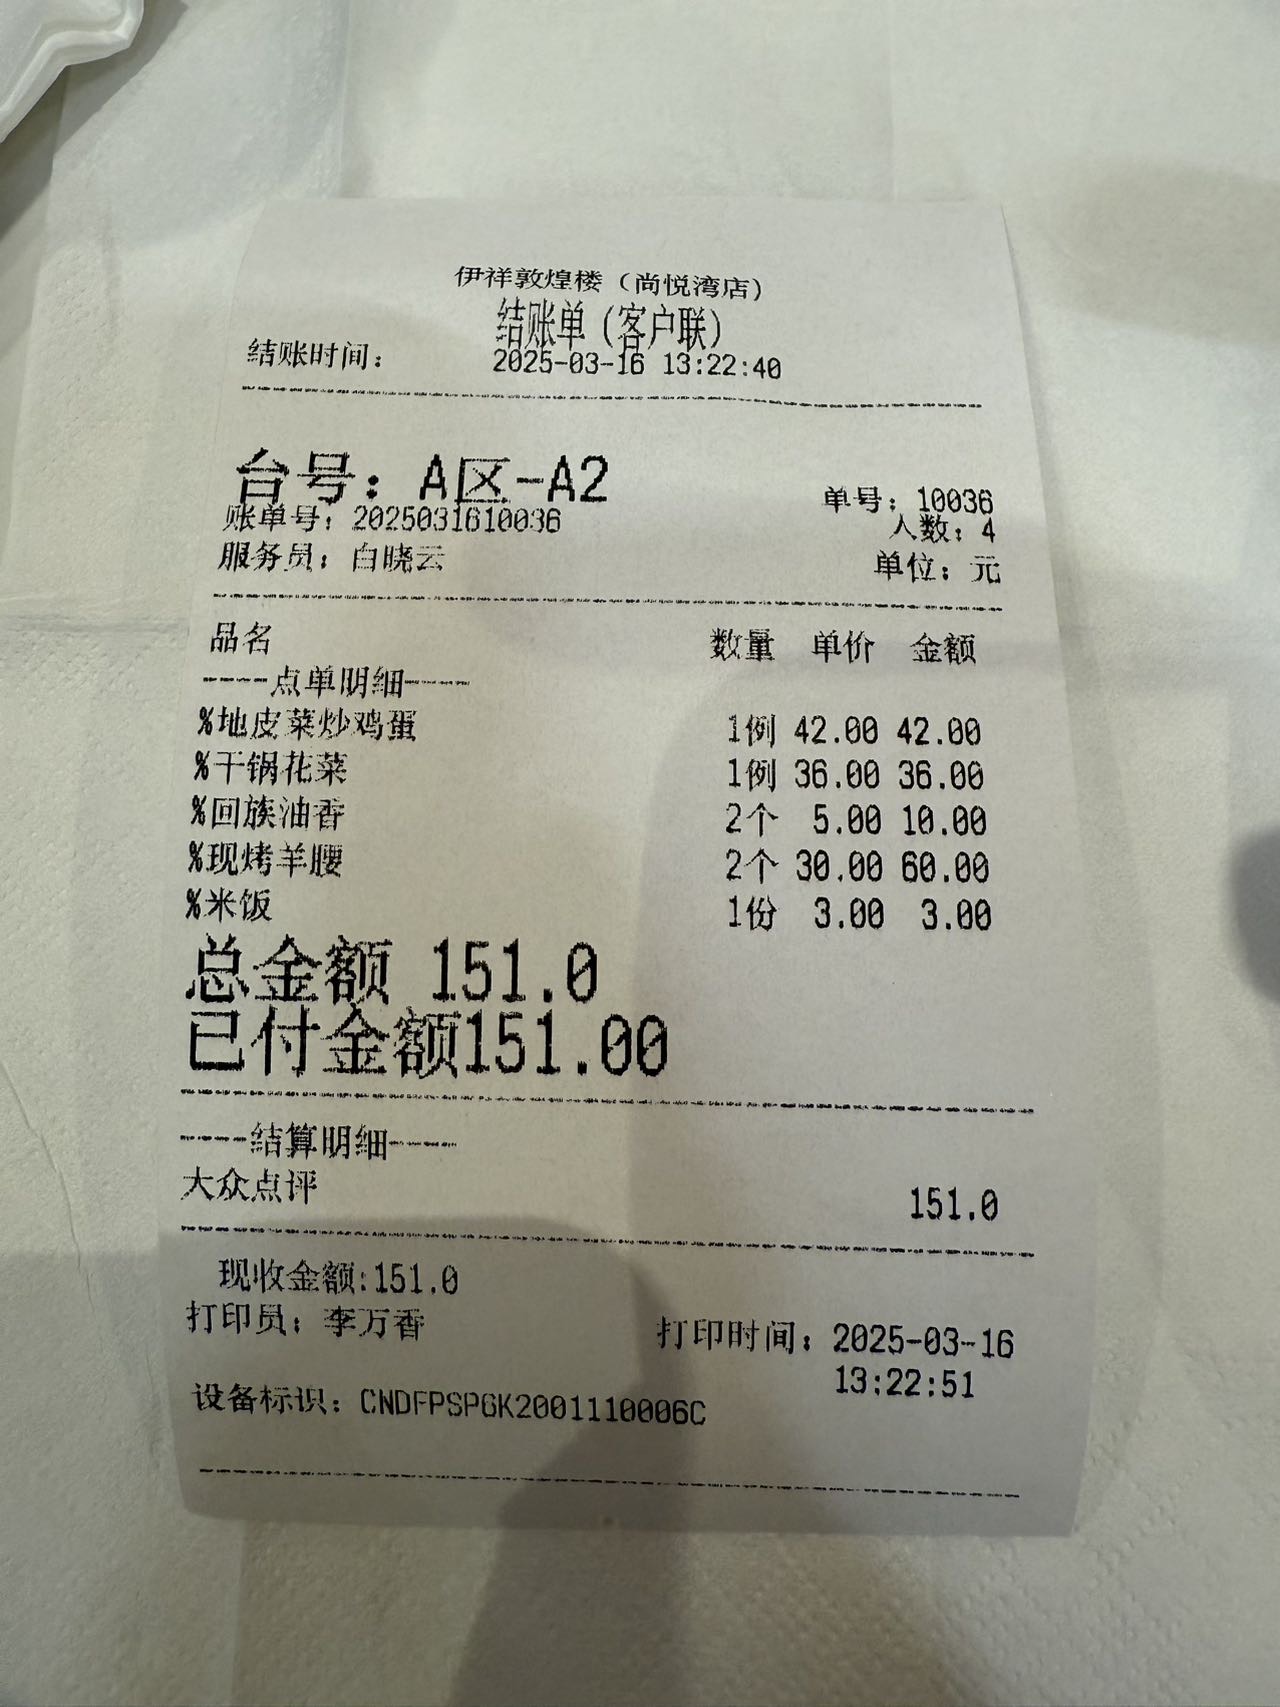 伊祥敦煌楼（尚悦湾店）
结账单（客户联）
结账时间： 2025-03-16 13:22:40
台号：A区-A2 单号：10036
账单号：2025031610036 人数：4
服务员：白晓云 单位：元
品名 数量 单价 金额
----点单明细----
%地皮菜炒鸡蛋 1例 42.00 42.00
%干锅花菜 1例 36.00 36.00
%回族油香 2个 5.00 10.00
%现烤羊腰 2个 30.00 60.00
%米饭 1份 3.00 3.00
总金额 151.0
已付金额151.00
----结算明细----
大众点评 151.0
现收金额:151.0
打印员：李万香 打印时间：2025-03-16
13:22:51
设备标识：CNDFPSPGK2001110006C